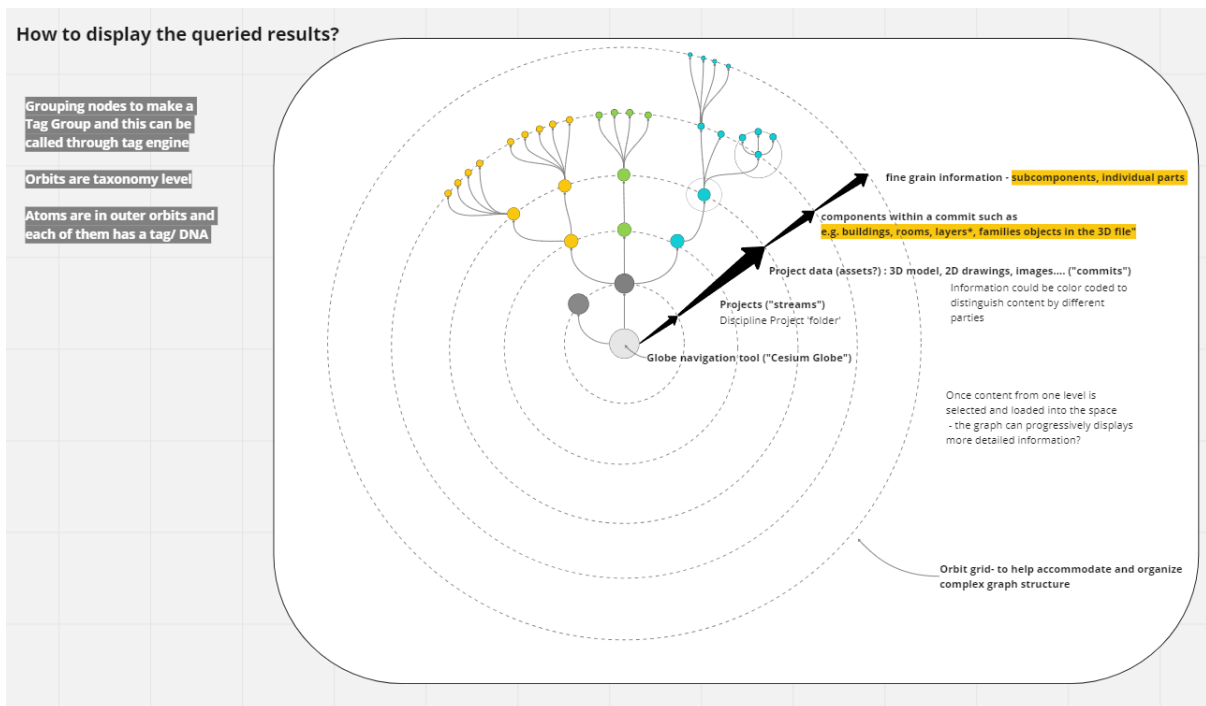 How to display the queried results?
Grouping nodes to make a
Tag Group and this can be
called through tag engine
Orbits are taxonomy level
Atoms are in outer orbits and
each of them has a tag/ DNA
fine grain information - subcomponents, individual parts
components within a commit such as
e.g. buildings, rooms, layers*, families objects in the 3D file"
Project data (assets?) : 3D model, 2D drawings, images.... ("commits")
Information could be color coded to
distinguish content by different
parties
Projects ("streams")
Discipline Project 'folder'
Globe navigation tool ("Cesium Globe")
Once content from one level is
selected and loaded into the space
- the graph can progressively displays
more detailed information?
Orbit grid- to help accommodate and organize
complex graph structure